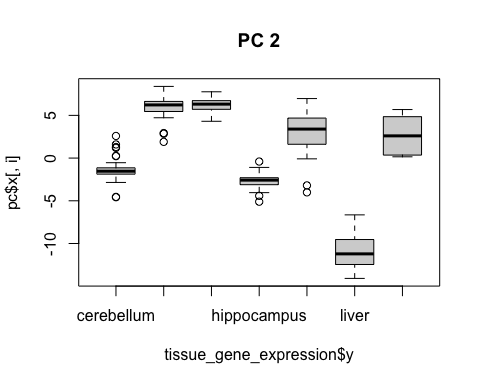 PC 2
pc$x[, i]
5
0
-5
-10
cerebellum hippocampus liver
tissue_gene_expression$y